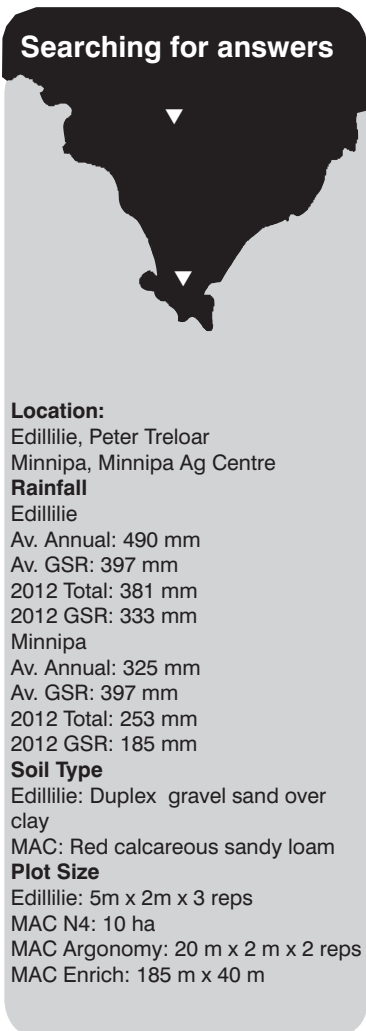 Searching for answers
Location:
Edillilie, Peter Treloar
Minnipa, Minnipa Ag Centre
Rainfall
Edillilie
Av. Annual: 490 mm
Av. GSR: 397 mm
2012 Total: 381 mm
2012 GSR: 333 mm
Minnipa
Av. Annual: 325 mm
Av. GSR: 397 mm
2012 Total: 253 mm
2012 GSR: 185 mm
Soil Type
Edillilie: Duplex gravel sand over
clay
MAC: Red calcareous sandy loam
Plot Size
Edillilie: 5m x 2m x 3 reps
MAC N4: 10 ha
MAC Argonomy: 20 m x 2 m x 2 reps
MAC Enrich: 185 m x 40 m